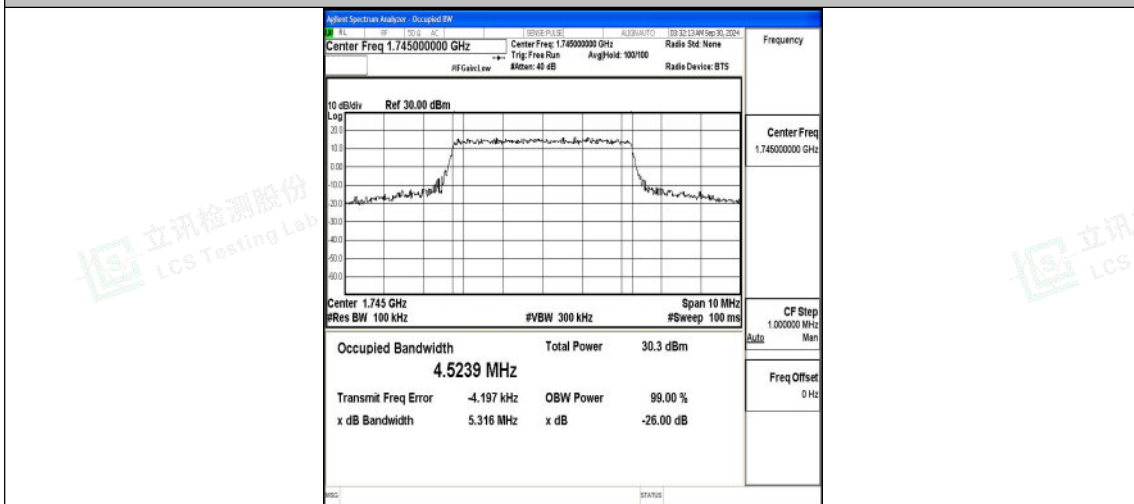 Agilent Spectrum Analyzer - Occupied BW
RL RF 50 Ω AC SENSE:PULSE ALIGNAUTO 03:32:13 AM Sep 30, 2024
Center Freq 1.745000000 GHz
Center Freq: 1.745000000 GHz
Radio Std: None
Trig: Free Run Avg|Hold: 100/100
#IFGain:Low #Atten: 40 dB Radio Device: BTS
Frequency
10 dB/div Ref 30.00 dBm
Log
20.0
10.0
0.00
-10.0
-20.0
-30.0
-40.0
-50.0
-60.0
Center 1.745 GHz Span 10 MHz
#Res BW 100 kHz #VBW 300 kHz #Sweep 100 ms
Occupied Bandwidth Total Power 30.3 dBm
4.5239 MHz
Transmit Freq Error -4.197 kHz OBW Power 99.00 %
x dB Bandwidth 5.316 MHz x dB -26.00 dB
Center Freq
1.745000000 GHz
CF Step
1.000000 MHz
Auto Man
Freq Offset
0 Hz
MSG STATUS
立讯检测股份
LCS Testing Lab
立讯
LCS